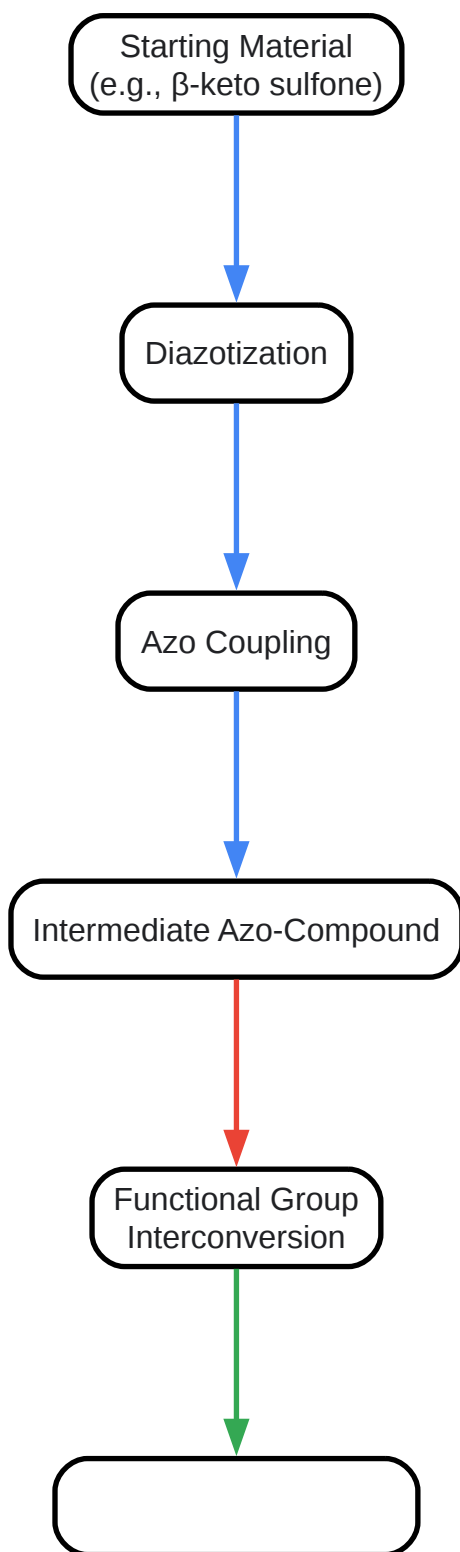 Starting Material
(e.g., β-keto sulfone)
Diazotization
Azo Coupling
Intermediate Azo-Compound
Functional Group
Interconversion